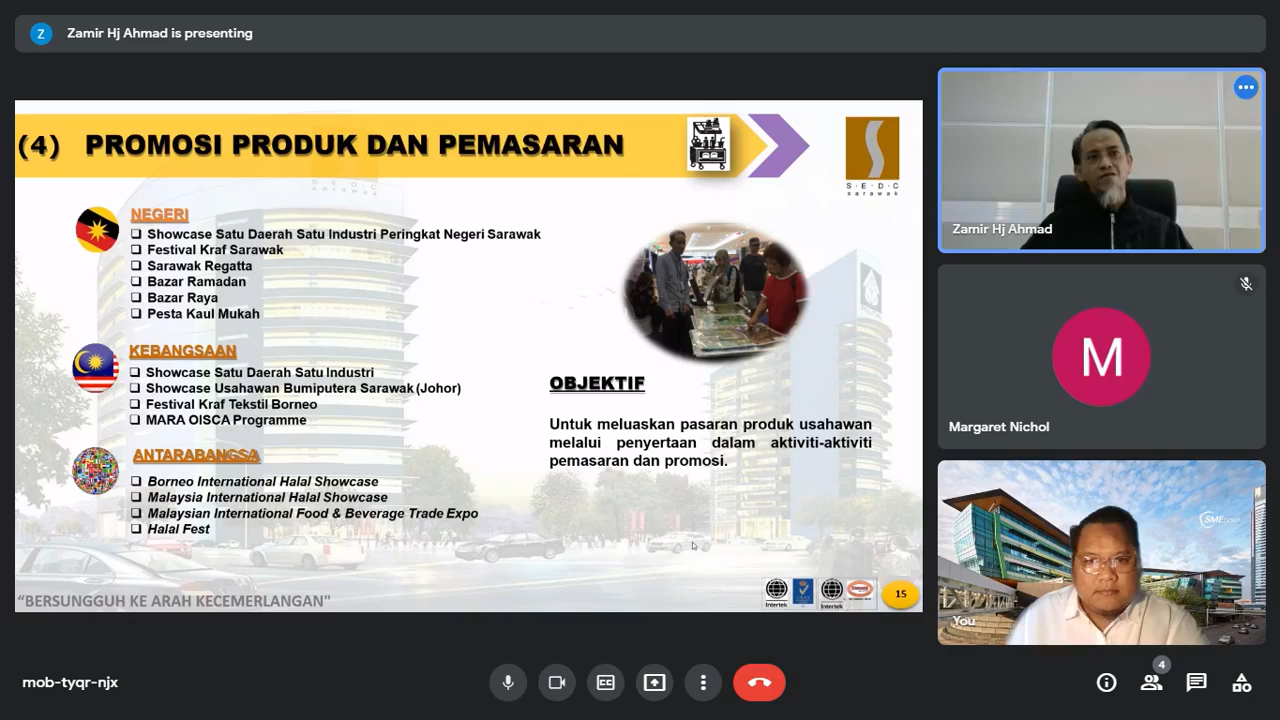 Z
Zamir Hj Ahmad is presenting
(4) PROMOSI PRODUK DAN PEMASARAN
S·E·D·C
sarawak
NEGERI
❑ Showcase Satu Daerah Satu Industri Peringkat Negeri Sarawak
❑ Festival Kraf Sarawak
❑ Sarawak Regatta
❑ Bazar Ramadan
❑ Bazar Raya
❑ Pesta Kaul Mukah
KEBANGSAAN
❑ Showcase Satu Daerah Satu Industri
❑ Showcase Usahawan Bumiputera Sarawak (Johor)
❑ Festival Kraf Tekstil Borneo
❑ MARA OISCA Programme
ANTARABANGSA
❑ Borneo International Halal Showcase
❑ Malaysia International Halal Showcase
❑ Malaysian International Food & Beverage Trade Expo
❑ Halal Fest
OBJEKTIF
Untuk meluaskan pasaran produk usahawan
melalui penyertaan dalam aktiviti-aktiviti
pemasaran dan promosi.
“BERSUNGGUH KE ARAH KECEMERLANGAN"
Intertek
Intertek
15
Zamir Hj Ahmad
M
Margaret Nichol
SME CORP
You
mob-tyqr-njx
CC
4